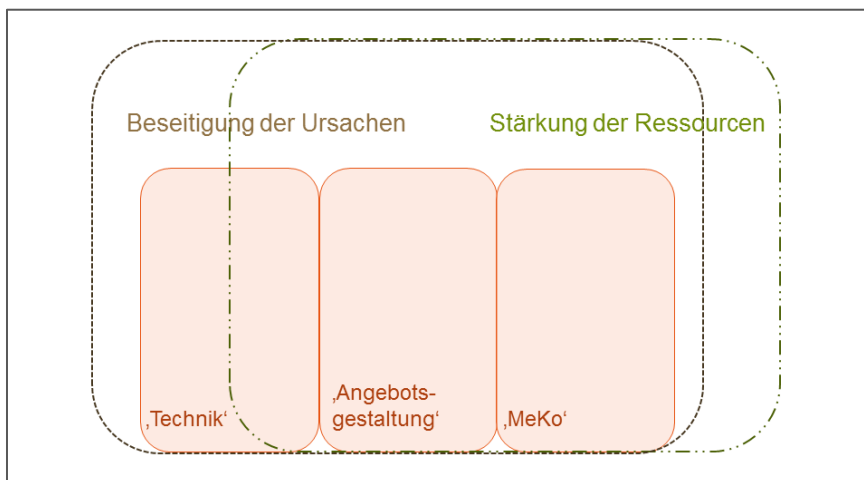 Beseitigung der Ursachen
Stärkung der Ressourcen
‚Technik‘
‚Angebots-
gestaltung‘
‚MeKo‘